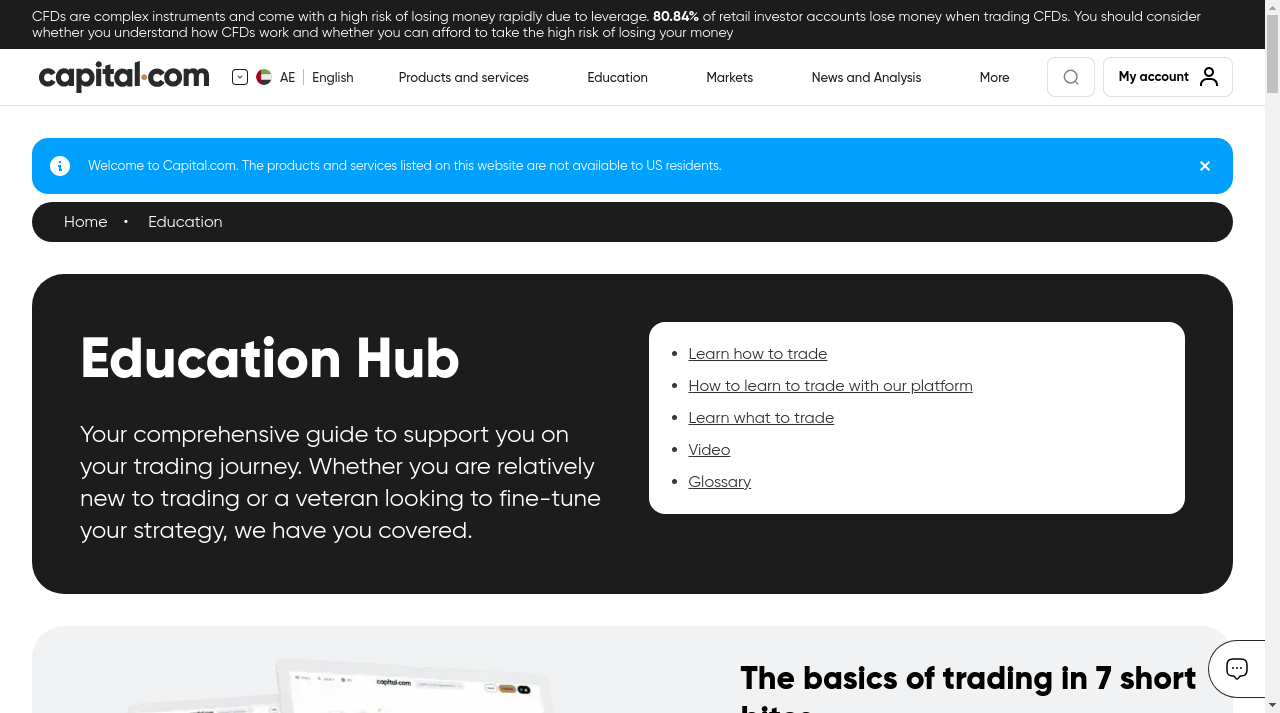 CFDs are complex instruments and come with a high risk of losing money rapidly due to leverage. 80.84% of retail investor accounts lose money when trading CFDs. You should consider
whether you understand how CFDs work and whether you can afford to take the high risk of losing your money
capital.com
AE
English
Products and services
Education
Markets
News and Analysis
More
My account
Welcome to Capital.com. The products and services listed on this website are not available to US residents.
Home • Education
Education Hub
Your comprehensive guide to support you on
your trading journey. Whether you are relatively
new to trading or a veteran looking to fine-tune
your strategy, we have you covered.
• Learn how to trade
• How to learn to trade with our platform
• Learn what to trade
• Video
• Glossary
capital.com
The basics of trading in 7 short